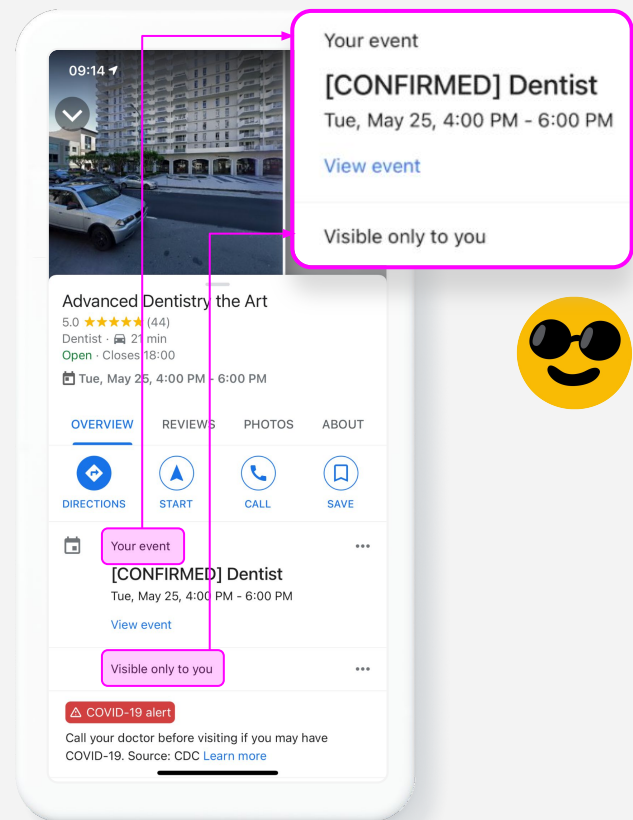 Your event
[CONFIRMED] Dentist
Tue, May 25, 4:00 PM - 6:00 PM
View event
Visible only to you
09:14
Advanced Dentistry the Art
5.0 ★★★★★ (44)
Dentist · 21 min
Open · Closes 18:00
Tue, May 25, 4:00 PM - 6:00 PM
OVERVIEW REVIEWS PHOTOS ABOUT
DIRECTIONS START CALL SAVE
Your event
[CONFIRMED] Dentist
Tue, May 25, 4:00 PM - 6:00 PM
View event
Visible only to you
COVID-19 alert
Call your doctor before visiting if you may have
COVID-19. Source: CDC Learn more